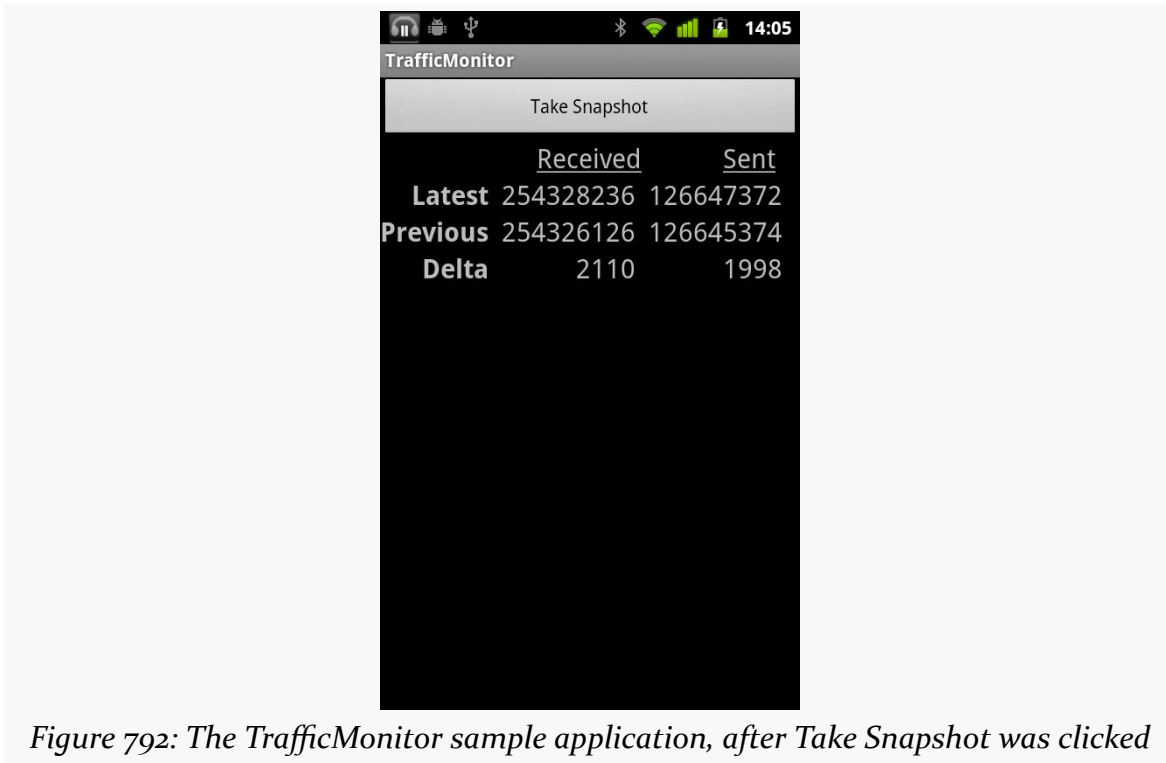 14:05
TrafficMonitor
Take Snapshot
Received Sent
Latest 254328236 126647372
Previous 254326126 126645374
Delta 2110 1998
Figure 792: The TrafficMonitor sample application, after Take Snapshot was clicked